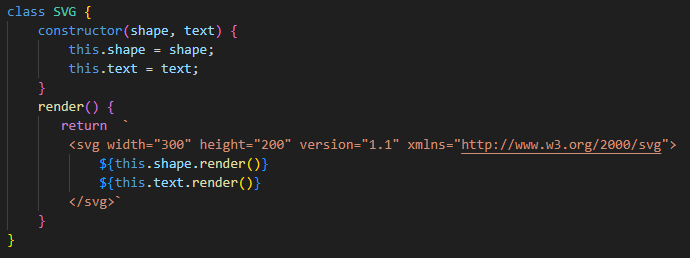 class SVG {
    constructor(shape, text) {
        this.shape = shape;
        this.text = text;
    }
    render() {
       return  `
        <svg width="300" height="200" version="1.1" xmlns="http://www.w3.org/2000/svg">
            ${this.shape.render()}
            ${this.text.render()}
        </svg>`
    }
}